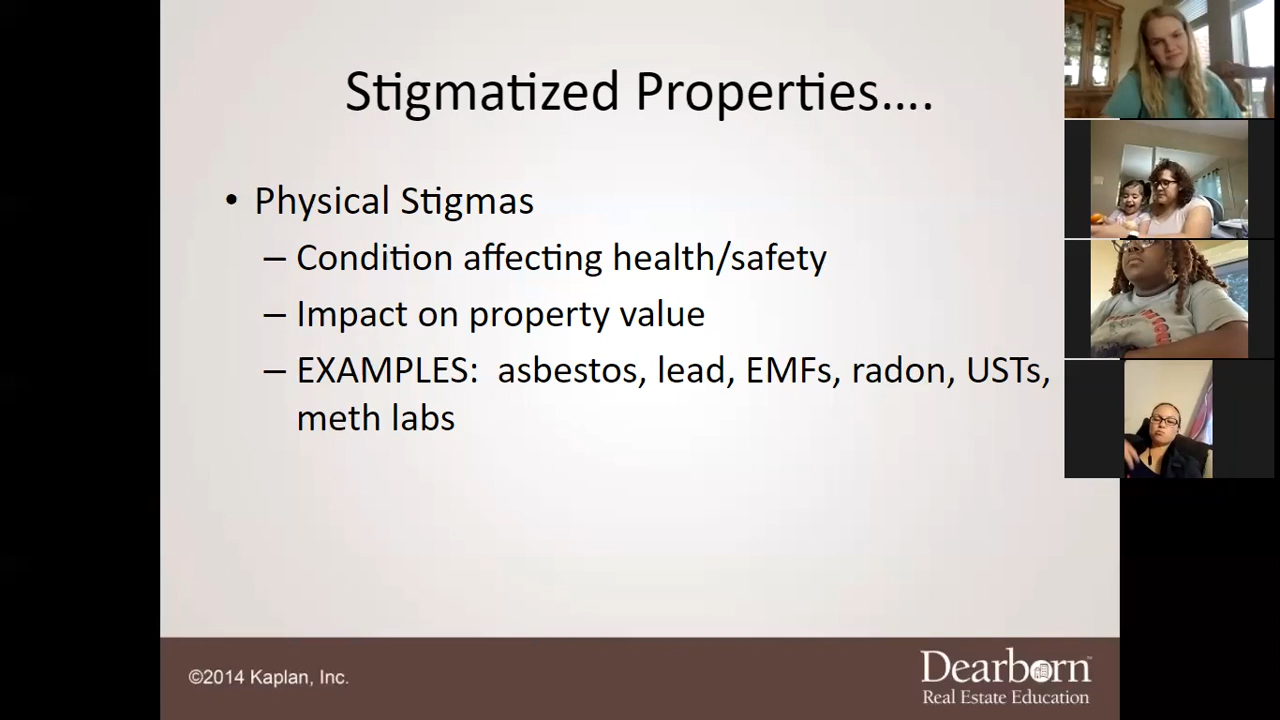 Stigmatized Properties....
• Physical Stigmas
– Condition affecting health/safety
– Impact on property value
– EXAMPLES:  asbestos, lead, EMFs, radon, USTs,
meth labs
©2014 Kaplan, Inc.
Dearborn™
Real Estate Education